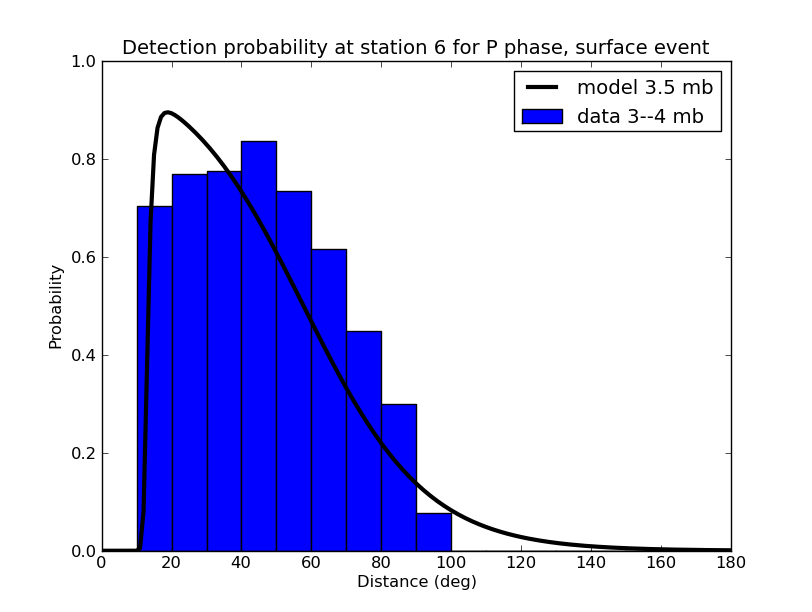 Detection probability at station 6 for P phase, surface event
1.0
0.8
0.6
0.4
0.2
0.0
Probability
model 3.5 mb
data 3--4 mb
0 20 40 60 80 100 120 140 160 180
Distance (deg)